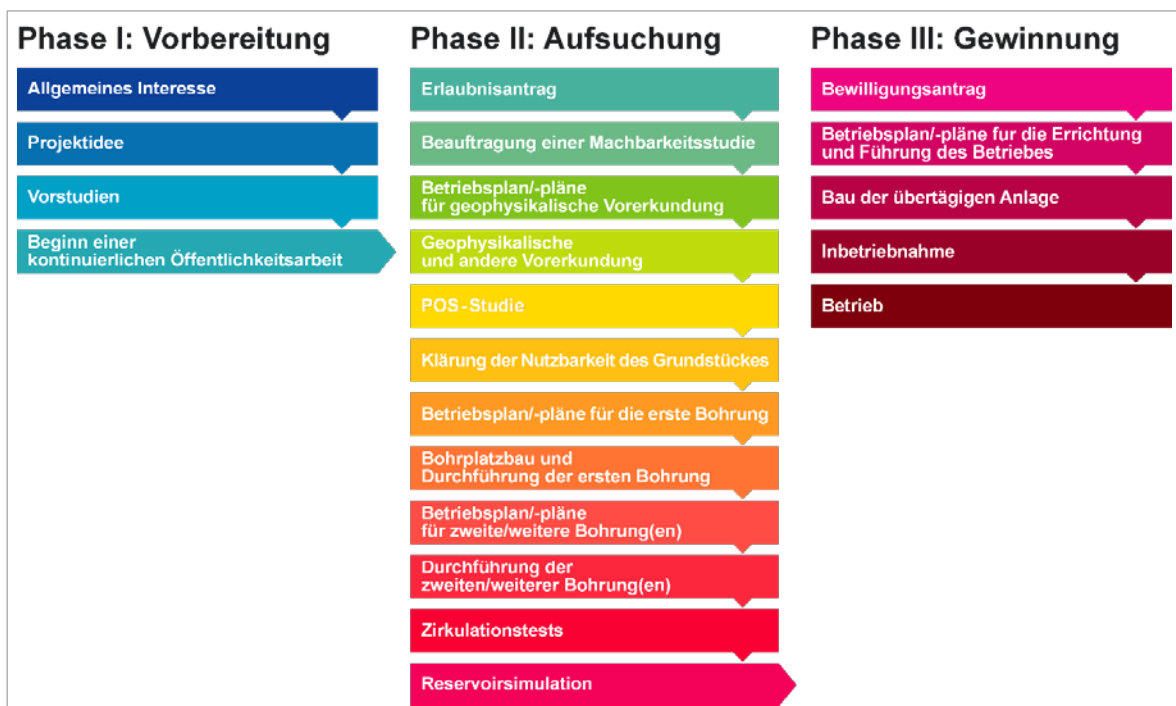 Phase I: Vorbereitung
Allgemeines Interesse
Projektidee
Vorstudien
Beginn einer
kontinuierlichen Öffentlichkeitsarbeit
Phase II: Aufsuchung
Erlaubnisantrag
Beauftragung einer Machbarkeitsstudie
Betriebsplan/-pläne
für geophysikalische Vorerkundung
Geophysikalische
und andere Vorerkundung
POS-Studie
Klärung der Nutzbarkeit des Grundstückes
Betriebsplan/-pläne für die erste Bohrung
Bohrplatzbau und
Durchführung der ersten Bohrung
Betriebsplan/-pläne
für zweite/weitere Bohrung(en)
Durchführung der
zweiten/weiterer Bohrung(en)
Zirkulationstests
Reservoirsimulation
Phase III: Gewinnung
Bewilligungsantrag
Betriebsplan/-pläne fur die Errichtung
und Führung des Betriebes
Bau der übertägigen Anlage
Inbetriebnahme
Betrieb